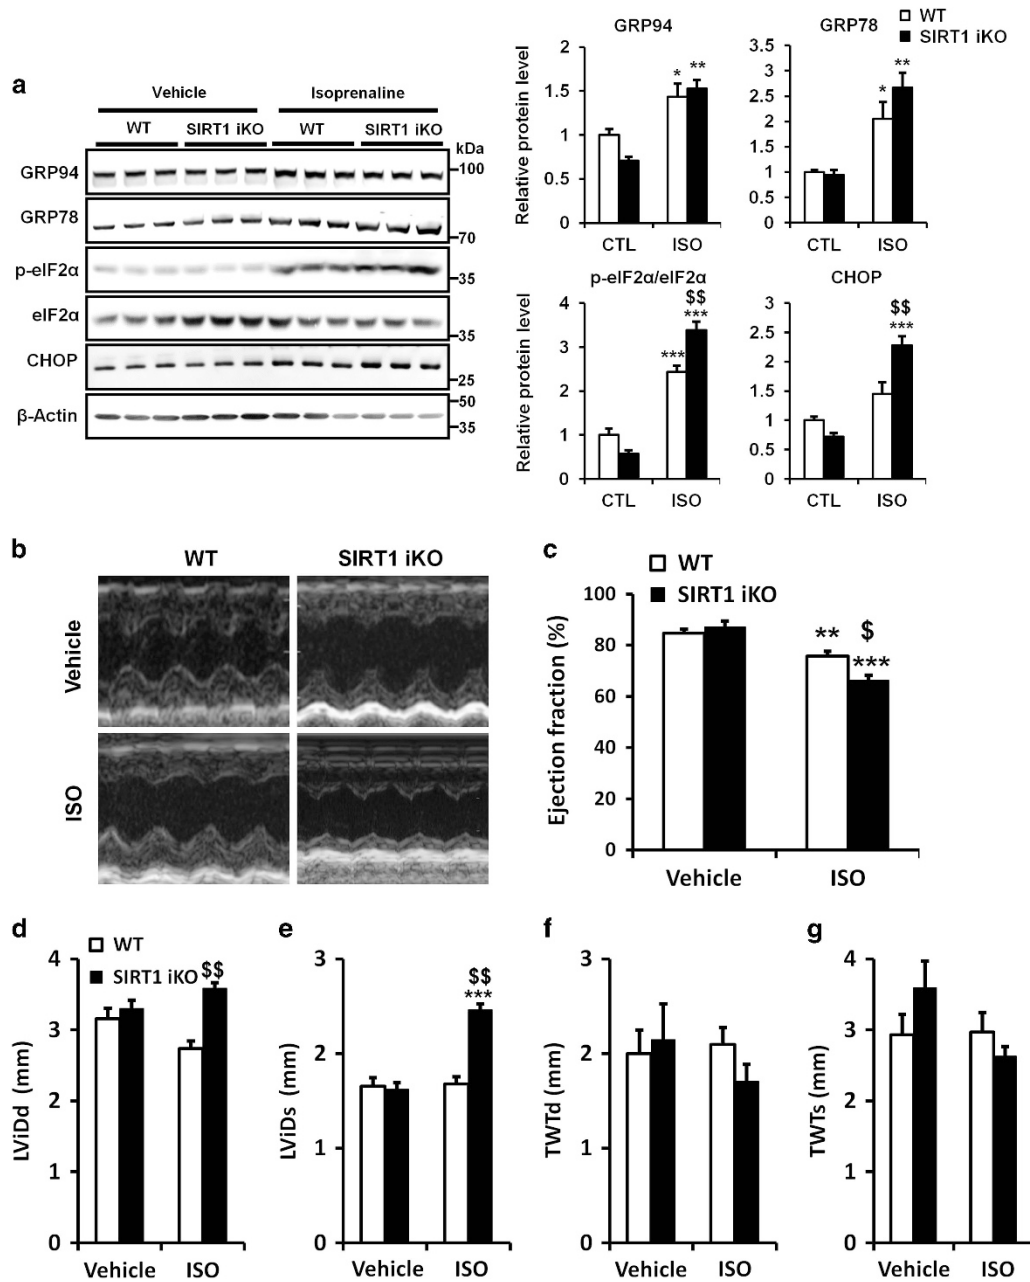 a
Vehicle Isoprenaline
WT SIRT1 iKO WT SIRT1 iKO
kDa
GRP94 100
GRP78
70
p-eIF2α
35
eIF2α
35
CHOP
25
β-Actin 50
35
WT
SIRT1 iKO
GRP94
Relative protein level
2
1.5
1
0.5
0
* **
CTL ISO
GRP78
3.5
3
2.5
2
1.5
1
0.5
0
* **
CTL ISO
p-eIF2α/eIF2α
Relative protein level
4
3
2
1
0
$$
*** ***
CTL ISO
CHOP
3
2.5
2
1.5
1
0.5
0
$$
***
CTL ISO
b
WT SIRT1 iKO
Vehicle
ISO
c
WT
SIRT1 iKO
Ejection fraction (%)
100
80
60
40
20
0
** $
***
Vehicle ISO
d
WT
SIRT1 iKO
LViDd (mm)
4
3
2
1
0
$$
Vehicle ISO
e
LViDs (mm)
3
2
1
0
$$
***
Vehicle ISO
f
TWTd (mm)
3
2
1
0
Vehicle ISO
g
TWTs (mm)
4
3
2
1
0
Vehicle ISO